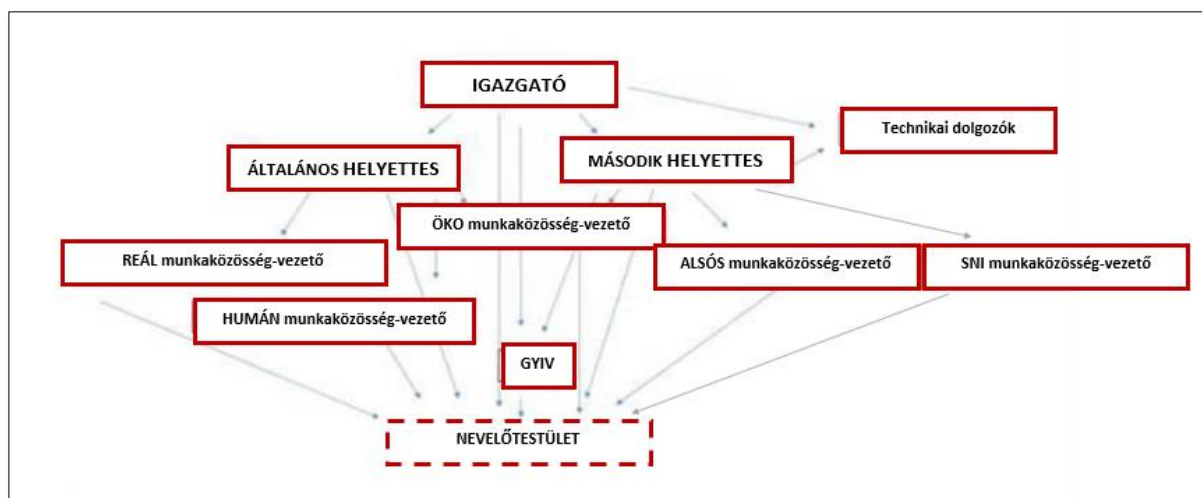 IGAZGATÓ
Technikai dolgozók
ÁLTALÁNOS HELYETTES
MÁSODIK HELYETTES
ÖKO munkaközösség-vezető
REÁL munkaközösség-vezető
ALSÓS munkaközösség-vezető
SNI munkaközösség-vezető
HUMÁN munkaközösség-vezető
GYIV
NEVELŐTESTÜLET